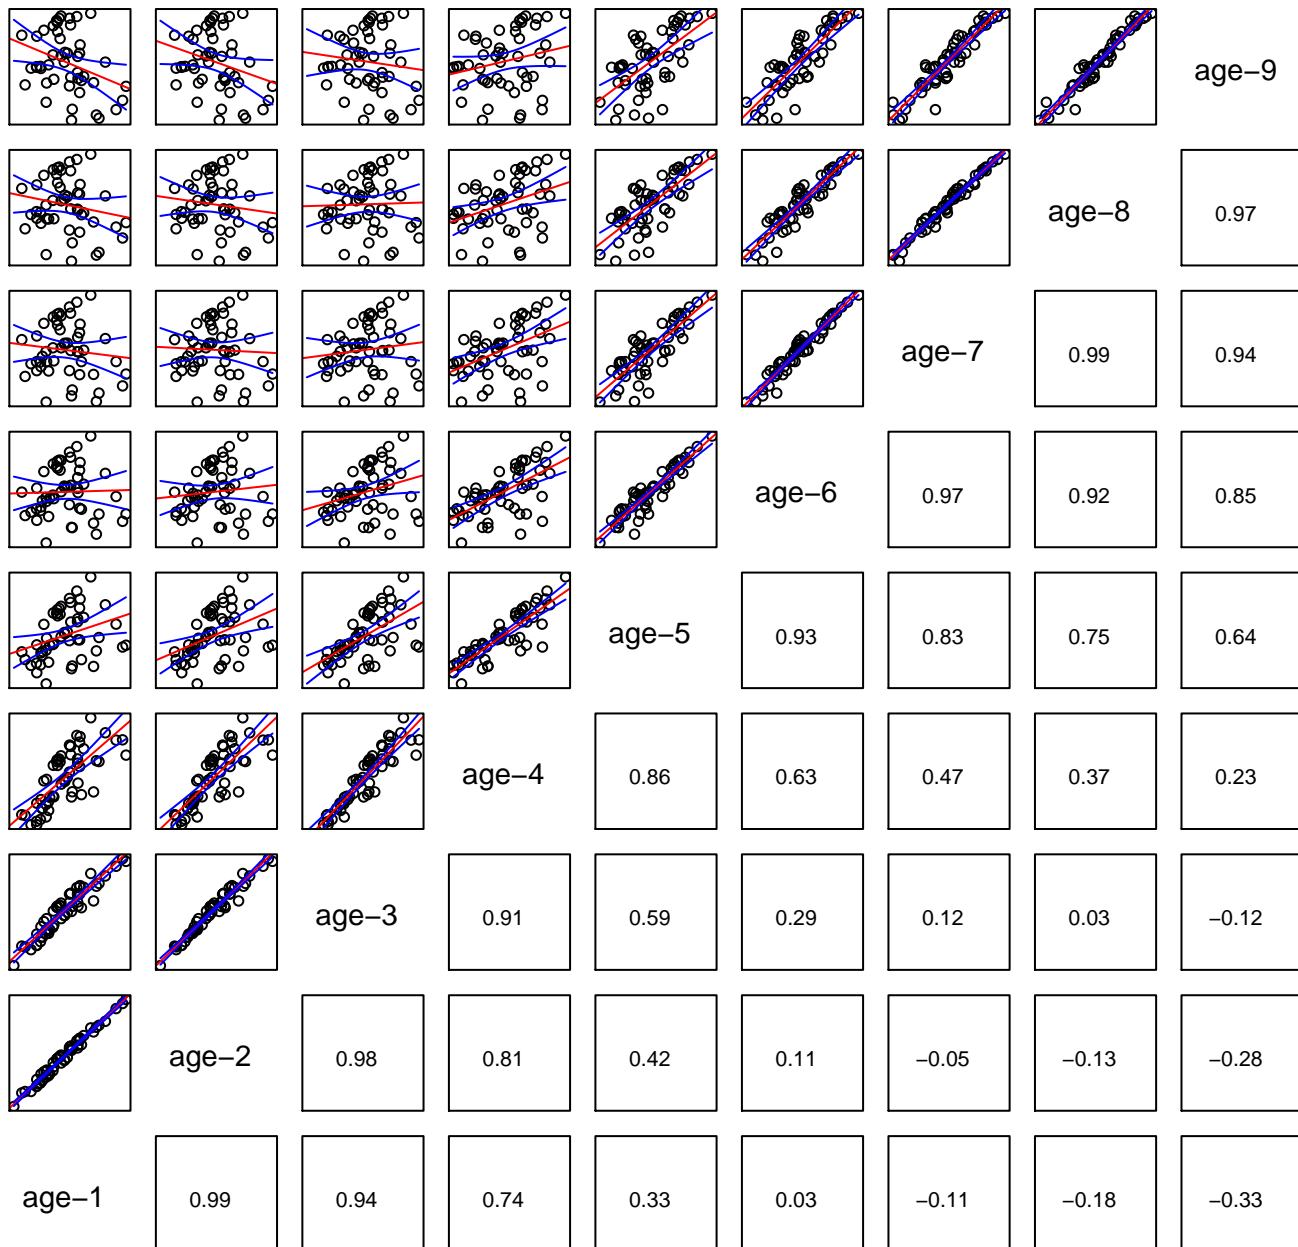 age−9
age−8 0.97
age−7 0.99 0.94
age−6 0.97 0.92 0.85
age−5 0.93 0.83 0.75 0.64
age−4 0.86 0.63 0.47 0.37 0.23
age−3 0.91 0.59 0.29 0.12 0.03 −0.12
age−2 0.98 0.81 0.42 0.11 −0.05 −0.13 −0.28
age−1 0.99 0.94 0.74 0.33 0.03 −0.11 −0.18 −0.33